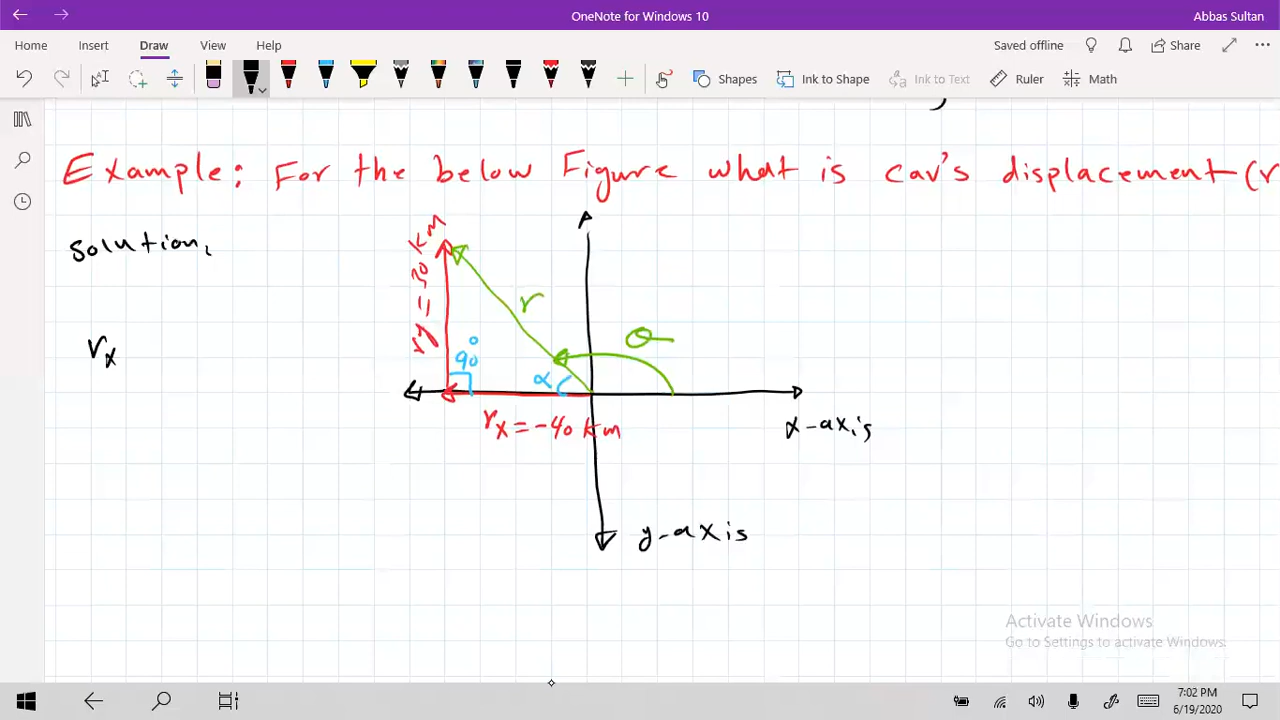 OneNote for Windows 10
Abbas Sultan
Home Insert Draw View Help
Saved offline Share
Shapes Ink to Shape Ink to Text Ruler Math
Example: For the below Figure what is car's displacement (r
solution,
ry = 30 km
r
θ
90°
α
rx
rx = -40 km
x-axis
y-axis
Activate Windows
Go to Settings to activate Windows.
7:02 PM
6/19/2020